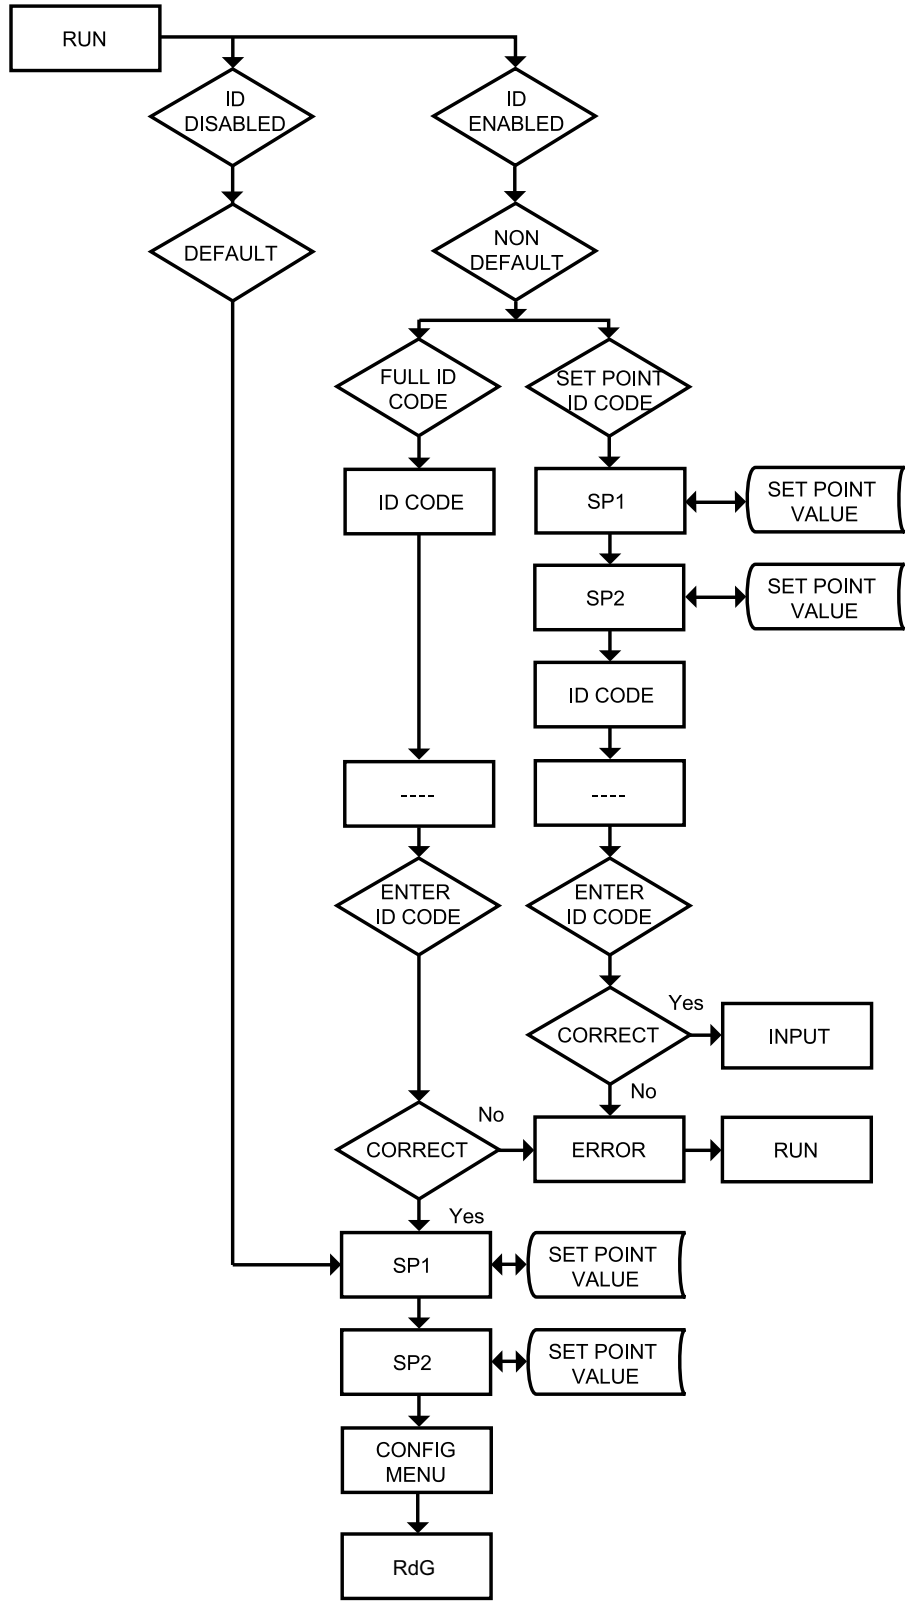 RUN
ID
DISABLED
ID
ENABLED
DEFAULT
NON
DEFAULT
FULL ID
CODE
SET POINT
ID CODE
ID CODE
SP1
SET POINT
VALUE
SP2
SET POINT
VALUE
ID CODE
----
----
ENTER
ID CODE
ENTER
ID CODE
CORRECT
Yes
INPUT
No
CORRECT
No
ERROR
RUN
Yes
SP1
SET POINT
VALUE
SP2
SET POINT
VALUE
CONFIG
MENU
RdG